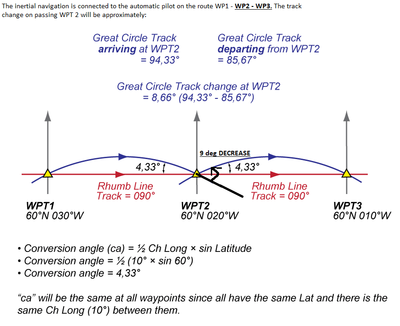 The inertial navigation is connected to the automatic pilot on the route WP1 - WP2 - WP3. The track
change on passing WPT 2 will be approximately:
Great Circle Track
arriving at WPT2
= 94,33°
Great Circle Track
departing from WPT2
= 85,67°
Great Circle Track change at WPT2
= 8,66° (94,33° - 85,67°)
9 deg DECREASE
4,33°
4,33°
Rhumb Line
Track = 090°
Rhumb Line
Track = 090°
WPT1
60°N 030°W
WPT2
60°N 020°W
WPT3
60°N 010°W
• Conversion angle (ca) = ½ Ch Long × sin Latitude
• Conversion angle = ½ (10° × sin 60°)
• Conversion angle = 4,33°
"ca" will be the same at all waypoints since all have the same Lat and there is the
same Ch Long (10°) between them.